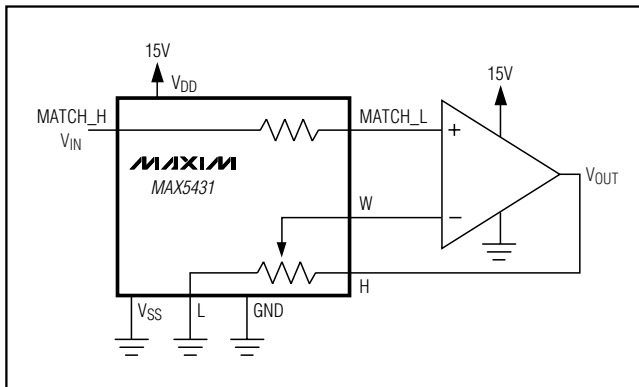 15V
15V
VDD
MATCH_H
MATCH_L
VIN
+
MAXIM
MAX5431
VOUT
W
−
H
VSS
L
GND